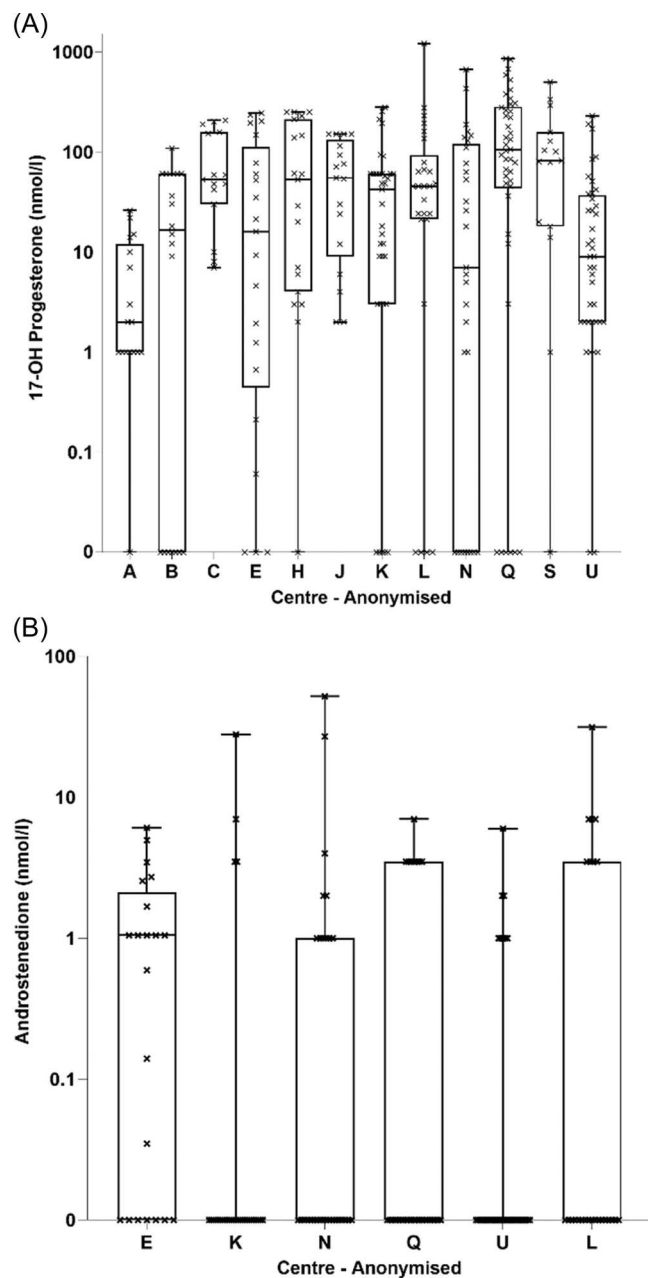 (A)
17-OH Progesterone (nmol/l)
1000
100
10
1
0.1
0
A B C E H J K L N Q S U
Centre - Anonymised
(B)
Androstenedione (nmol/l)
100
10
1
0.1
0
E K N Q U L
Centre - Anonymised